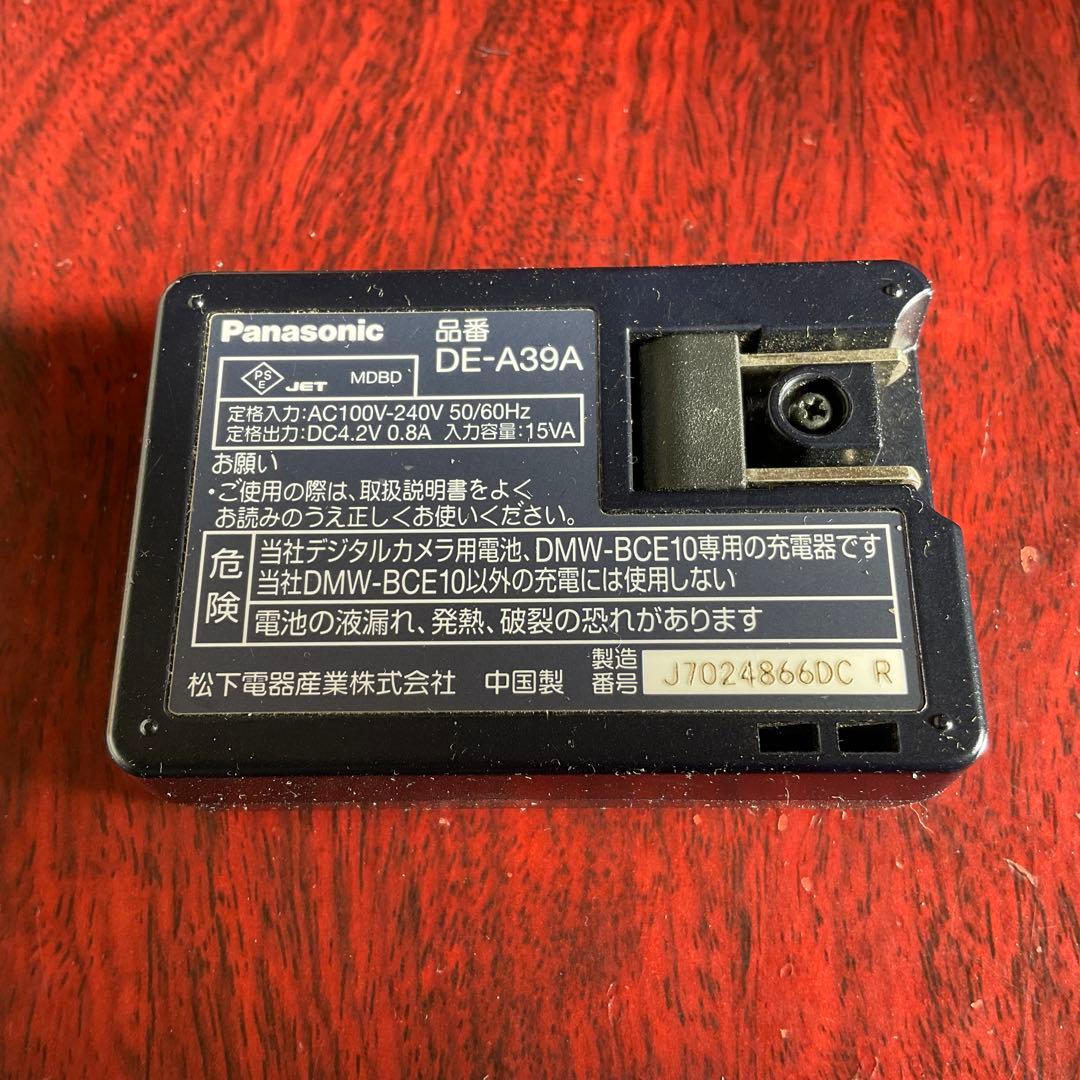 Panasonic 品番
DE-A39A
PS
E JET MDBD
定格入力:AC100V-240V 50/60Hz
定格出力:DC4.2V 0.8A 入力容量:15VA
お願い
・ご使用の際は、取扱説明書をよく
お読みのうえ正しくお使いください。
危険
当社デジタルカメラ用電池、DMW-BCE10専用の充電器です
当社DMW-BCE10以外の充電には使用しない
電池の液漏れ、発熱、破裂の恐れがあります
松下電器産業株式会社 中国製 製造番号 J7024866DC R